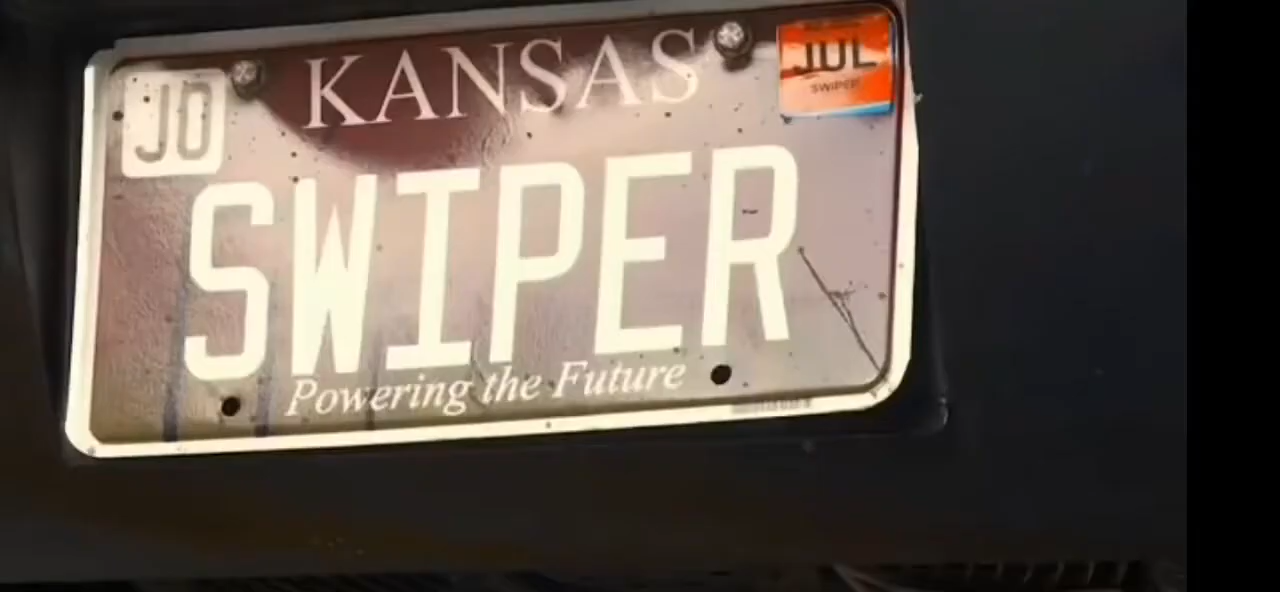 KANSAS
JO
JUL
SWIPER
SWIPER
Powering the Future